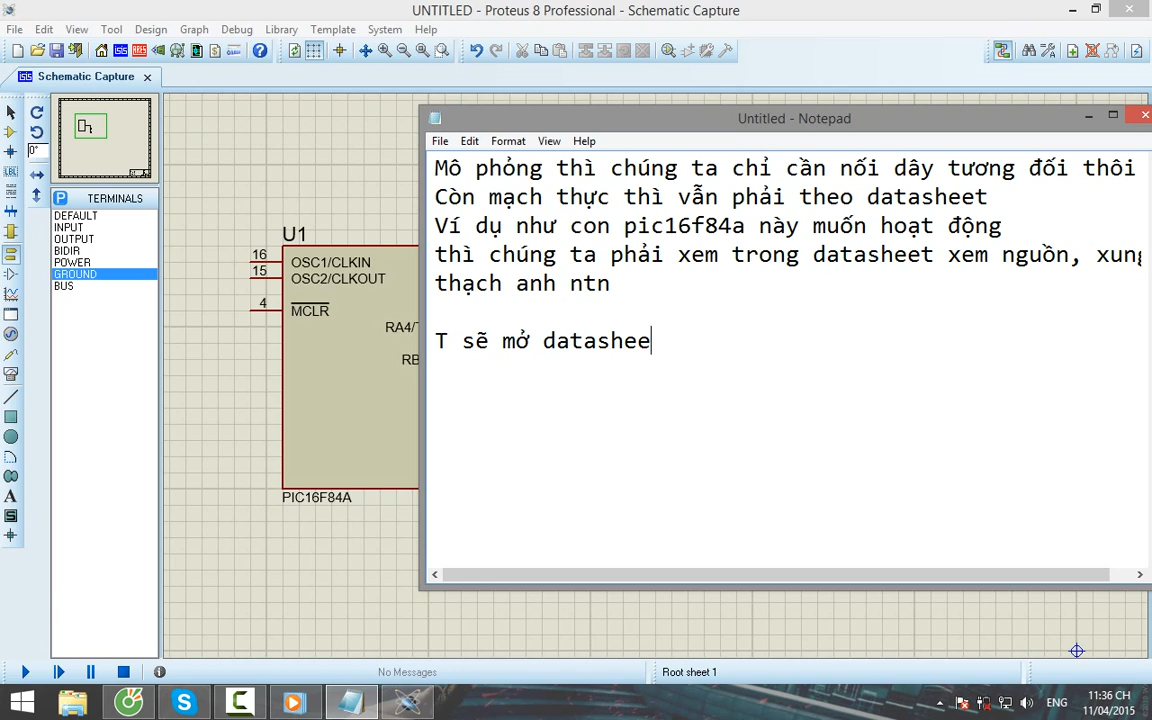 UNTITLED - Proteus 8 Professional - Schematic Capture
File Edit View Tool Design Graph Debug Library Template System Help
Schematic Capture
0°
LBL
P TERMINALS
DEFAULT
INPUT
OUTPUT
BIDIR
POWER
GROUND
BUS
A
U1
16 OSC1/CLKIN
15 OSC2/CLKOUT
4 MCLR
RA4/
RB
PIC16F84A
Untitled - Notepad
File Edit Format View Help
Mô phỏng thì chúng ta chỉ cần nối dây tương đối thôi
Còn mạch thực thì vẫn phải theo datasheet
Ví dụ như con pic16f84a này muốn hoạt động
thì chúng ta phải xem trong datasheet xem nguồn, xung
thạch anh ntn
T sẽ mở datashee
No Messages
Root sheet 1
ENG
11:36 CH
11/04/2015